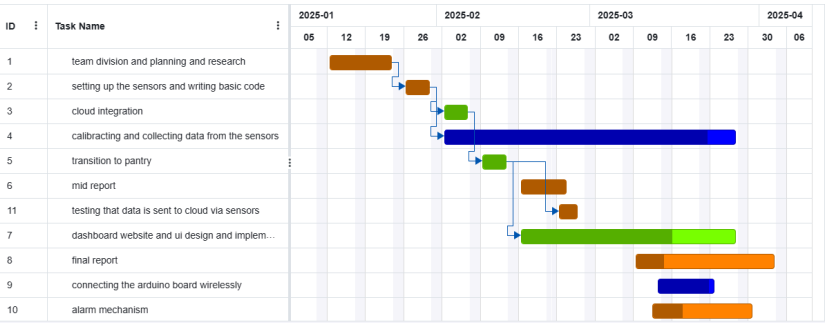 2025-01 2025-02 2025-03 2025-04
ID Task Name
05 12 19 26 02 09 16 23 02 09 16 23 30 06
1 team division and planning and research
2 setting up the sensors and writing basic code
3 cloud integration
4 calibracting and collecting data from the sensors
5 transition to pantry
6 mid report
11 testing that data is sent to cloud via sensors
7 dashboard website and ui design and implem...
8 final report
9 connecting the arduino board wirelessly
10 alarm mechanism